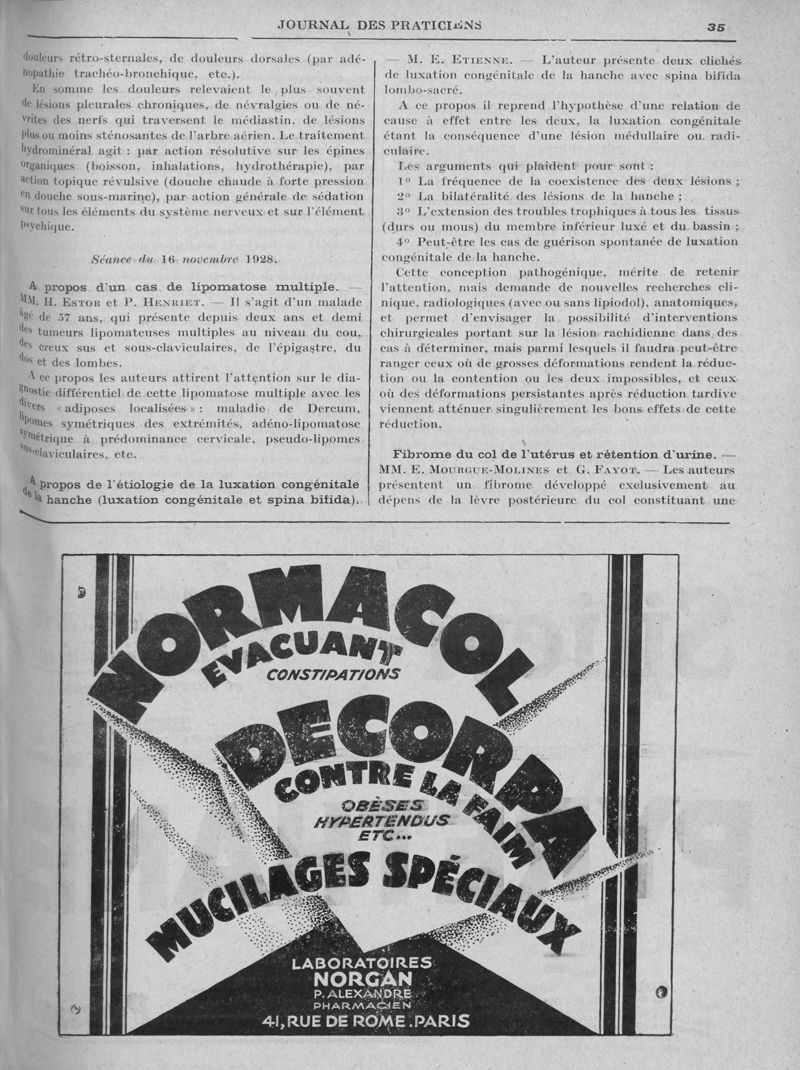 JOURNAL DES PRATICIENS
35
douleurs rétro-sternales, de douleurs dorsales (par adé-
nopathie trachéo-bronchique, etc.).
En somme les douleurs relevaient le plus souvent
de lésions pleurales chroniques, de névralgies ou de né-
vrites des nerfs qui traversent le médiastin, de lésions
plus ou moins sténosantes de l'arbre aérien. Le traitement
hydrominéral agit : par action résolutive sur les épines
organiques (boisson, inhalations, hydrothérapie), par
action topique révulsive (douche chaude à forte pression
en douche sous-marine), par action générale de sédation
sur tous les éléments du système nerveux et sur l'élément
psychique.
Séance du 16 novembre 1928.
A propos d'un cas de lipomatose multiple. —
MM. H. ESTOR et P. HENRIET. — Il s'agit d'un malade
âgé de 57 ans, qui présente depuis deux ans et demi
des tumeurs lipomateuses multiples au niveau du cou,
des creux sus et sous-claviculaires, de l'épigastre, du
dos et des lombes.
A ce propos les auteurs attirent l'attention sur le dia-
gnostic différentiel de cette lipomatose multiple avec les
divers « adiposes localisées » : maladie de Dercum,
lipomes symétriques des extrémités, adéno-lipomatose
symétrique à prédominance cervicale, pseudo-lipomes
sus-claviculaires, etc.
A propos de l'étiologie de la luxation congénitale
de la hanche (luxation congénitale et spina bifida).
— M. E. ETIENNE. — L'auteur présente deux clichés
de luxation congénitale de la hanche avec spina bifida
lombo-sacré.
A ce propos il reprend l'hypothèse d'une relation de
cause à effet entre les deux, la luxation congénitale
étant la conséquence d'une lésion médullaire ou radi-
culaire.
Les arguments qui plaident pour sont :
1° La fréquence de la coexistence des deux lésions ;
2° La bilatéralité des lésions de la hanche ;
3° L'extension des troubles trophiques à tous les tissus
(durs ou mous) du membre inférieur luxé et du bassin ;
4° Peut-être les cas de guérison spontanée de luxation
congénitale de la hanche.
Cette conception pathogénique, mérite de retenir
l'attention, mais demande de nouvelles recherches cli-
nique, radiologiques (avec ou sans lipiodol), anatomiques,
et permet d'envisager la possibilité d'interventions
chirurgicales portant sur la lésion rachidienne dans des
cas à déterminer, mais parmi lesquels il faudra peut-être
ranger ceux où de grosses déformations rendent la réduc-
tion ou la contention ou les deux impossibles, et ceux
où des déformations persistantes après réduction tardive
viennent atténuer singulièrement les bons effets de cette
réduction.
Fibrome du col de l'utérus et rétention d'urine. —
MM. E. MOURGUE-MOLINES et G. FAYOT. — Les auteurs
présentent un fibrome développé exclusivement au
dépens de la lèvre postérieure du col constituant une
NORMACOL
EVACUANT
CONSTIPATIONS
DECORPA
CONTRE LA FAIM
OBÈSES
HYPERTENDUS
ETC...
MUCILAGES SPÉCIAUX
LABORATOIRES
NORGAN
P. ALEXANDRE
PHARMACIEN
41, RUE DE ROME. PARIS